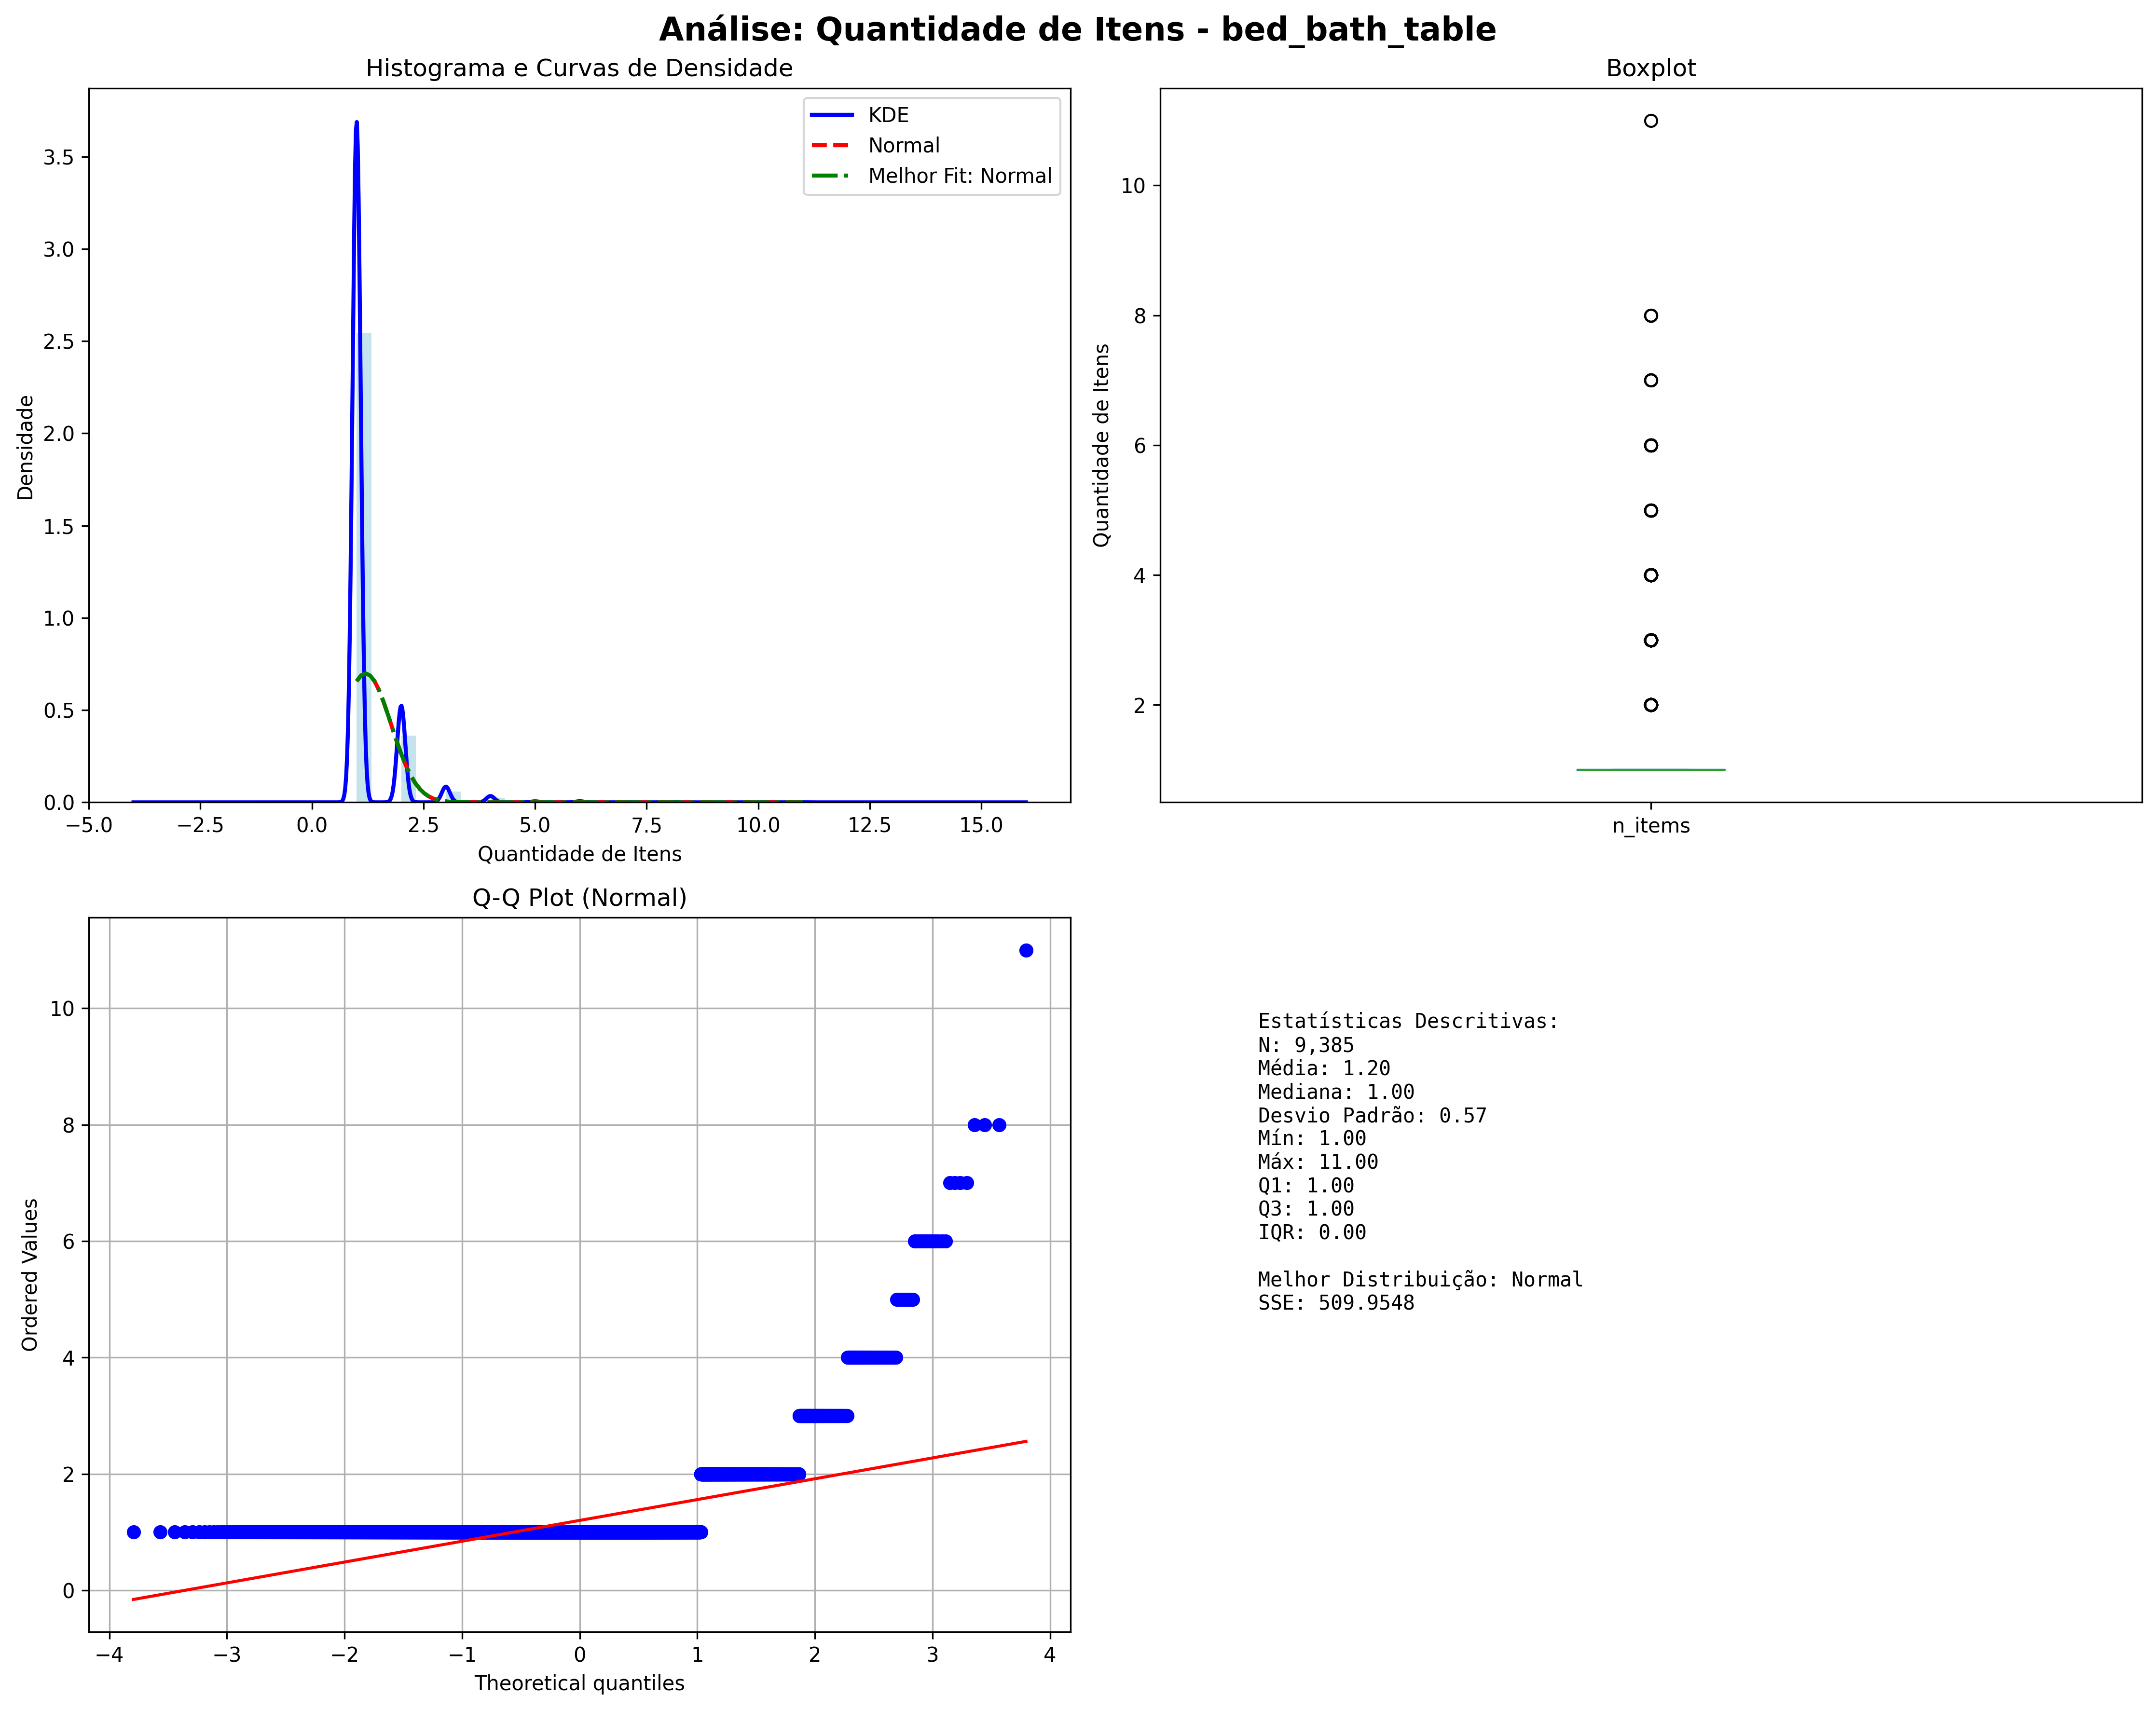 Análise: Quantidade de Itens - bed_bath_table
Histograma e Curvas de Densidade
KDE
Normal
Melhor Fit: Normal
Densidade
3.5
3.0
2.5
2.0
1.5
1.0
0.5
0.0
−5.0 −2.5 0.0 2.5 5.0 7.5 10.0 12.5 15.0
Quantidade de Itens
Boxplot
Quantidade de Itens
10
8
6
4
2
n_items
Q-Q Plot (Normal)
Ordered Values
10
8
6
4
2
0
−4 −3 −2 −1 0 1 2 3 4
Theoretical quantiles
Estatísticas Descritivas:
N: 9,385
Média: 1.20
Mediana: 1.00
Desvio Padrão: 0.57
Mín: 1.00
Máx: 11.00
Q1: 1.00
Q3: 1.00
IQR: 0.00
Melhor Distribuição: Normal
SSE: 509.9548